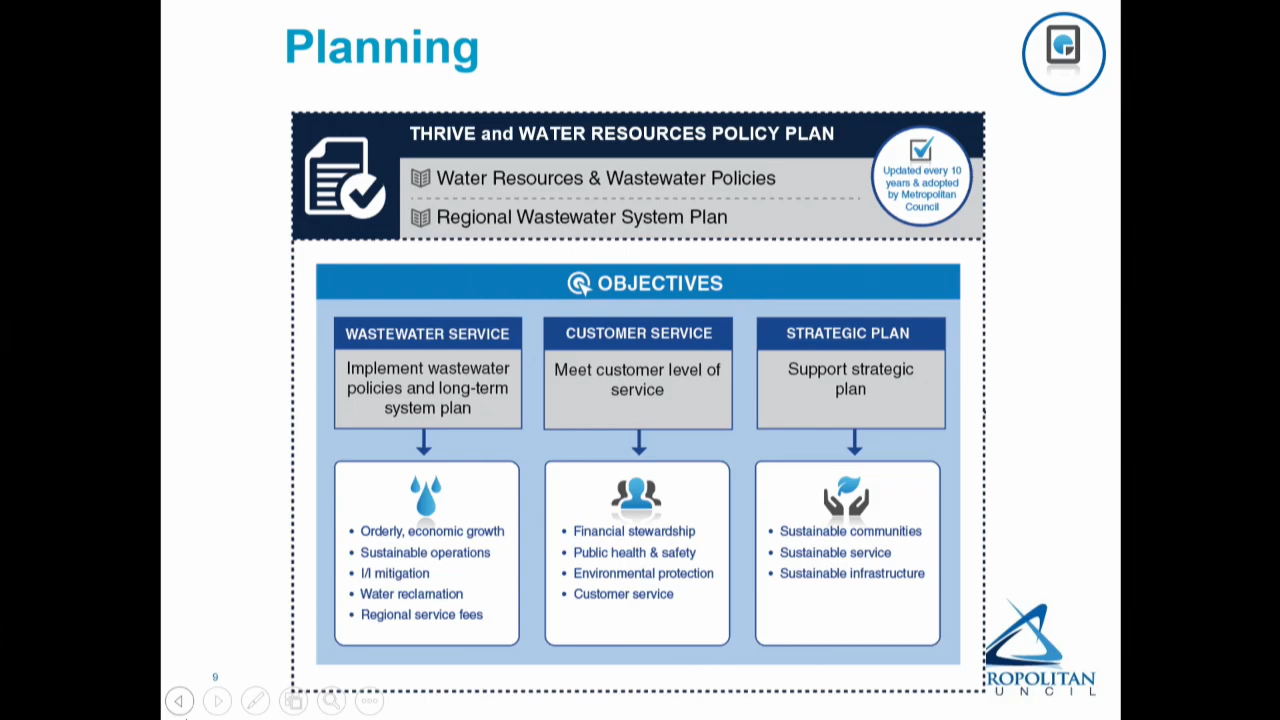 Planning
THRIVE and WATER RESOURCES POLICY PLAN
Water Resources & Wastewater Policies
Regional Wastewater System Plan
Updated every 10
years & adopted
by Metropolitan
Council
OBJECTIVES
WASTEWATER SERVICE
Implement wastewater
policies and long-term
system plan
• Orderly, economic growth
• Sustainable operations
• I/I mitigation
• Water reclamation
• Regional service fees
CUSTOMER SERVICE
Meet customer level of
service
• Financial stewardship
• Public health & safety
• Environmental protection
• Customer service
STRATEGIC PLAN
Support strategic
plan
• Sustainable communities
• Sustainable service
• Sustainable infrastructure
9
ROPOLITAN
UNCIL